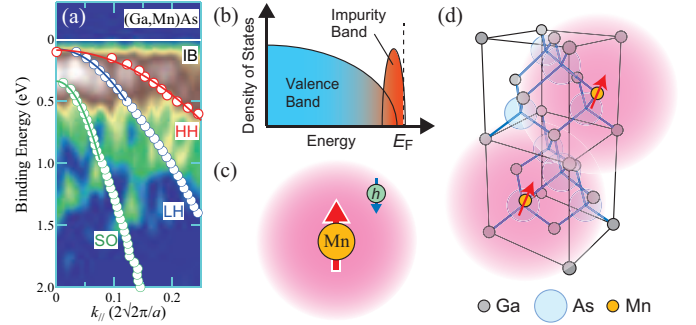 (a)
(Ga,Mn)As
IB
HH
LH
SO
0
0.5
1.0
1.5
2.0
Binding Energy (eV)
0
0.1
0.2
k// (2√2π/a)
(b)
Impurity
Band
Valence
Band
Density of States
Energy
EF
(c)
h
Mn
(d)
Ga
As
Mn